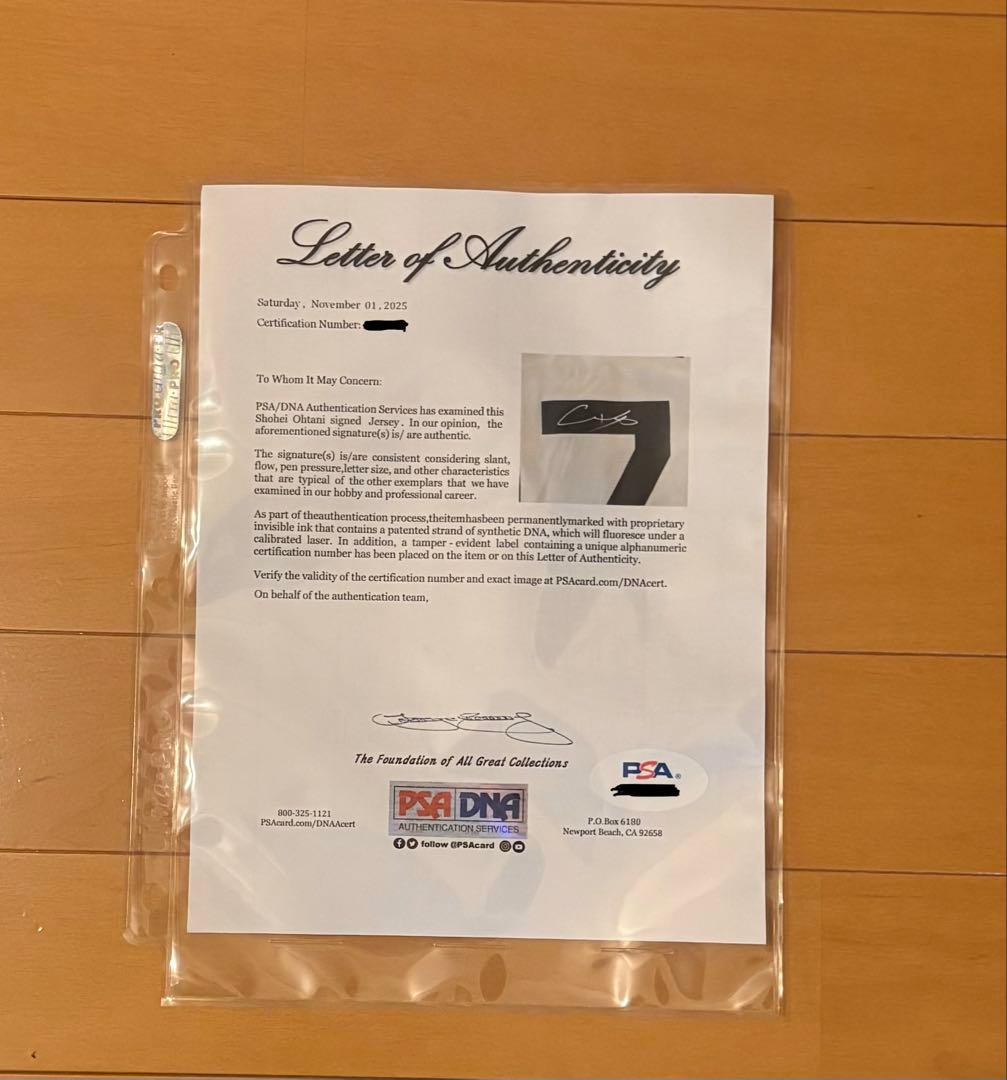 Letter of Authenticity
Saturday, November 01, 2025
Certification Number:
To Whom It May Concern:
PSA/DNA Authentication Services has examined this
Shohei Ohtani signed Jersey. In our opinion, the
aforementioned signature(s) is/ are authentic.
The signature(s) is/are consistent considering slant,
flow, pen pressure,letter size, and other characteristics
that are typical of the other exemplars that we have
examined in our hobby and professional career.
7
As part of theauthentication process,theitemhasbeen permanentlymarked with proprietary
invisible ink that contains a patented strand of synthetic DNA, which will fluoresce under a
calibrated laser. In addition, a tamper - evident label containing a unique alphanumeric
certification number has been placed on the item or on this Letter of Authenticity.
Verify the validity of the certification number and exact image at PSAcard.com/DNAcert.
On behalf of the authentication team,
The Foundation of All Great Collections
PSA®
800-325-1121
PSAcard.com/DNAAcert
PSA DNA
AUTHENTICATION SERVICES
follow @PSAcard
P.O.Box 6180
Newport Beach, CA 92658
ULTRA•PRO